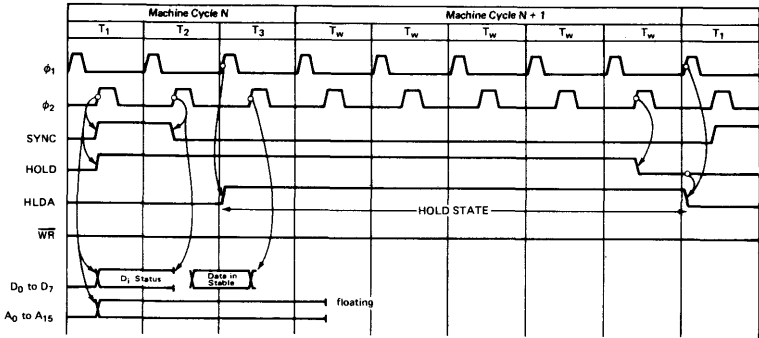 Machine Cycle N Machine Cycle N + 1
T1 T2 T3 Tw Tw Tw Tw Tw T1
ϕ1
ϕ2
SYNC
HOLD
HLDA
HOLD STATE
WR
Di Status
Data in
Stable
D0 to D7
floating
A0 to A15